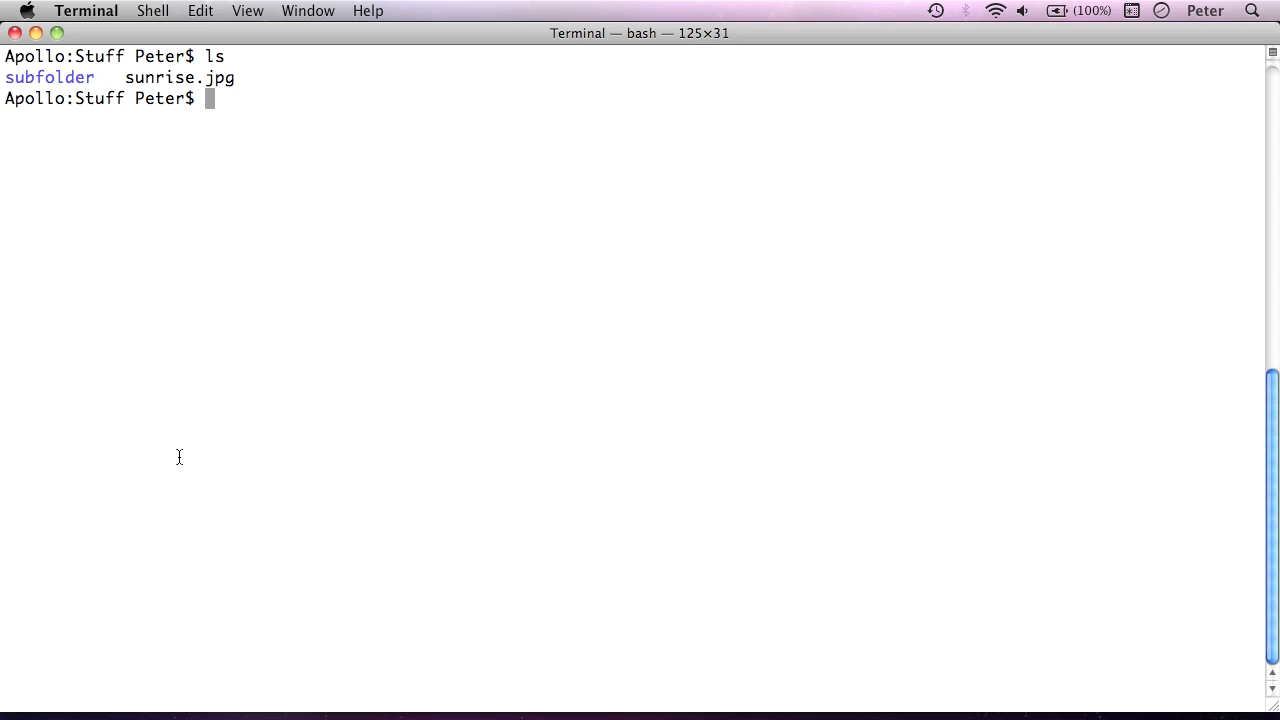 Terminal Shell Edit View Window Help (100%) Peter
Terminal — bash — 125×31
Apollo:Stuff Peter$ ls
subfolder sunrise.jpg
Apollo:Stuff Peter$